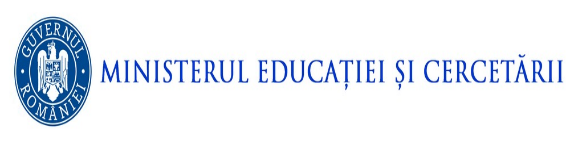 GUVERNUL ROMÂNIEI
MINISTERUL EDUCAȚIEI ȘI CERCETĂRII